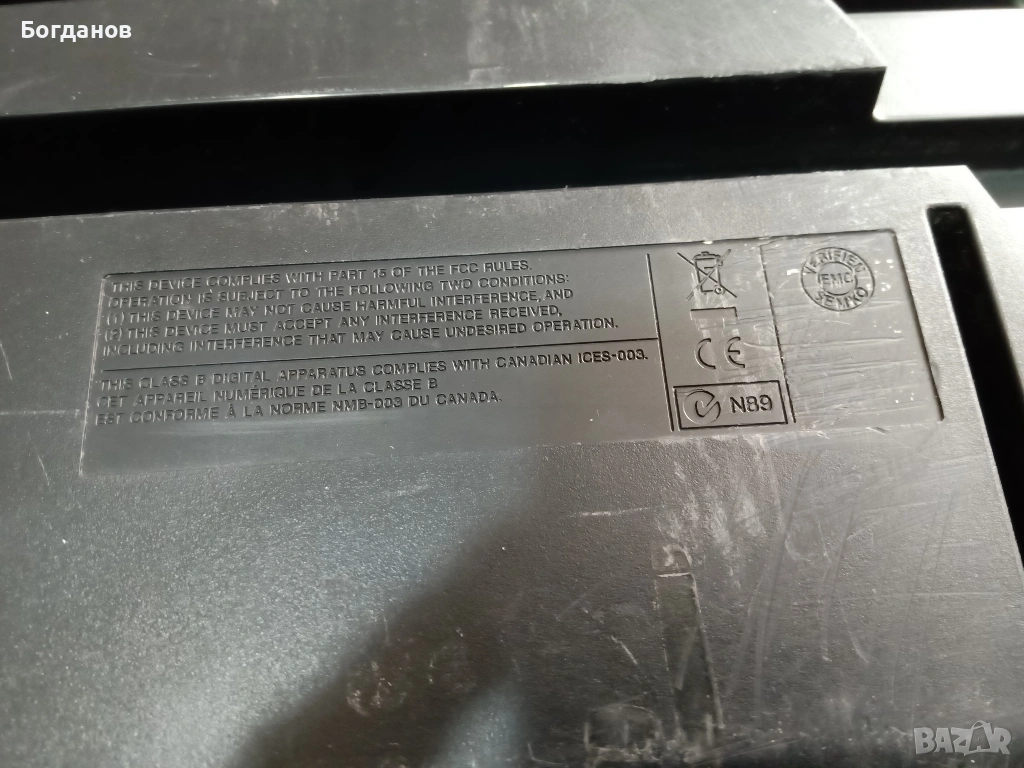 Богданов
THIS DEVICE COMPLIES WITH PART 15 OF THE FCC RULES.
OPERATION IS SUBJECT TO THE FOLLOWING TWO CONDITIONS:
(1) THIS DEVICE MAY NOT CAUSE HARMFUL INTERFERENCE, AND
(2) THIS DEVICE MUST ACCEPT ANY INTERFERENCE RECEIVED,
INCLUDING INTERFERENCE THAT MAY CAUSE UNDESIRED OPERATION.
THIS CLASS B DIGITAL APPARATUS COMPLIES WITH CANADIAN ICES-003.
CET APPAREIL NUMÉRIQUE DE LA CLASSE B
EST CONFORME À LA NORME NMB-003 DU CANADA.
CE
N89
VERIFIED
EMC
SEMKO
BAZAR